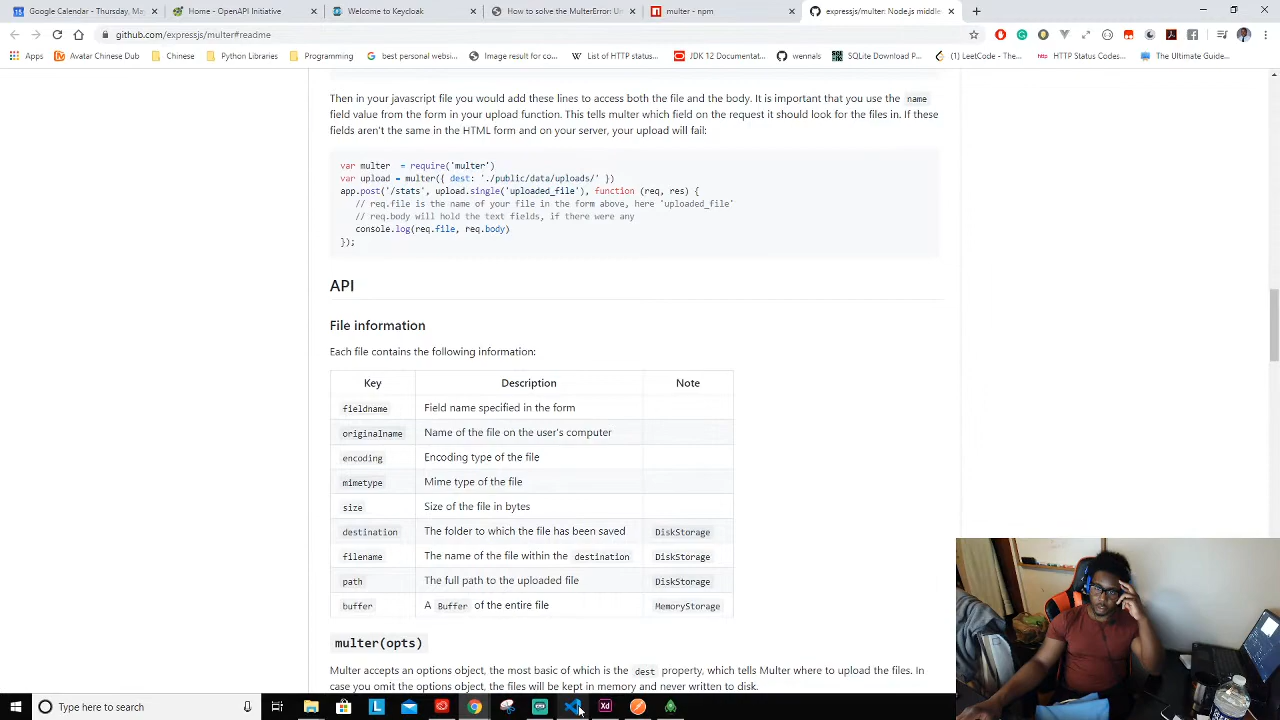 Google Calendar - Thursday, Mar
Home - OpenAPI Initiative
Welcome to Keycloak
How to solve the MulterError: Un
multer - npm
expressjs/multer: Node.js middle
github.com/expressjs/multer#readme
Apps
Avatar Cinnabar Dub
Chinese
Python Libraries
Programming
best personal websi...
Image result for co...
List of HTTP status...
JDK 12 Documentati...
wennals
SQLite Download P...
(1) LeetCode - The...
HTTP Status Codes...
The Ultimate Guide...
Then in your javascript file you would add these lines to access both the file and the body. It is important that you use the name
field value from the form in your upload function. This tells multer which field on the request it should look for the files in. If these
fields aren't the same in the HTML form and on your server, your upload will fail:
var multer = require('multer')
var upload = multer({ dest: './public/data/uploads/' })
app.post('/stats', upload.single('uploaded_file'), function (req, res) {
// req.file is the name of your file in the form above, here 'uploaded_file'
// req.body will hold the text fields, if there were any
console.log(req.file, req.body)
});
API
File information
Each file contains the following information:
Key Description Note
fieldname Field name specified in the form
originalname Name of the file on the user's computer
encoding Encoding type of the file
mimetype Mime type of the file
size Size of the file in bytes
destination The folder to which the file has been saved DiskStorage
filename The name of the file within the destination DiskStorage
path The full path to the uploaded file DiskStorage
buffer A Buffer of the entire file MemoryStorage
multer(opts)
Multer accepts an options object, the most basic of which is the dest property, which tells Multer where to upload the files. In
case you omit the options object, the files will be kept in memory and never written to disk.
Type here to search